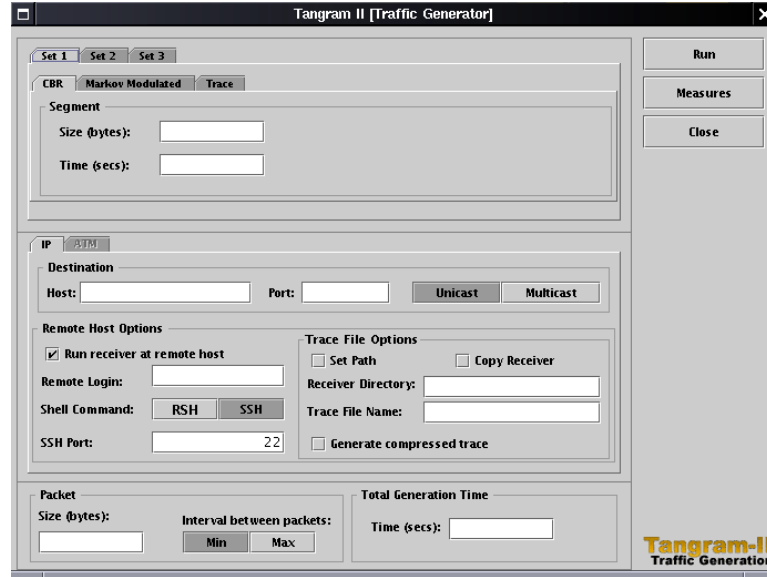 Tangram II [Traffic Generator]
Set 1 Set 2 Set 3
CBR Markov Modulated Trace
Segment
Size (bytes):
Time (secs):
Run
Measures
Close
IP ATM
Destination
Host: Port: Unicast Multicast
Remote Host Options
Run receiver at remote host
Remote Login:
Shell Command: RSH SSH
SSH Port: 22
Trace File Options
Set Path Copy Receiver
Receiver Directory:
Trace File Name:
Generate compressed trace
Packet
Size (bytes):
Interval between packets:
Min Max
Total Generation Time
Time (secs):
Tangram-II
Traffic Generation